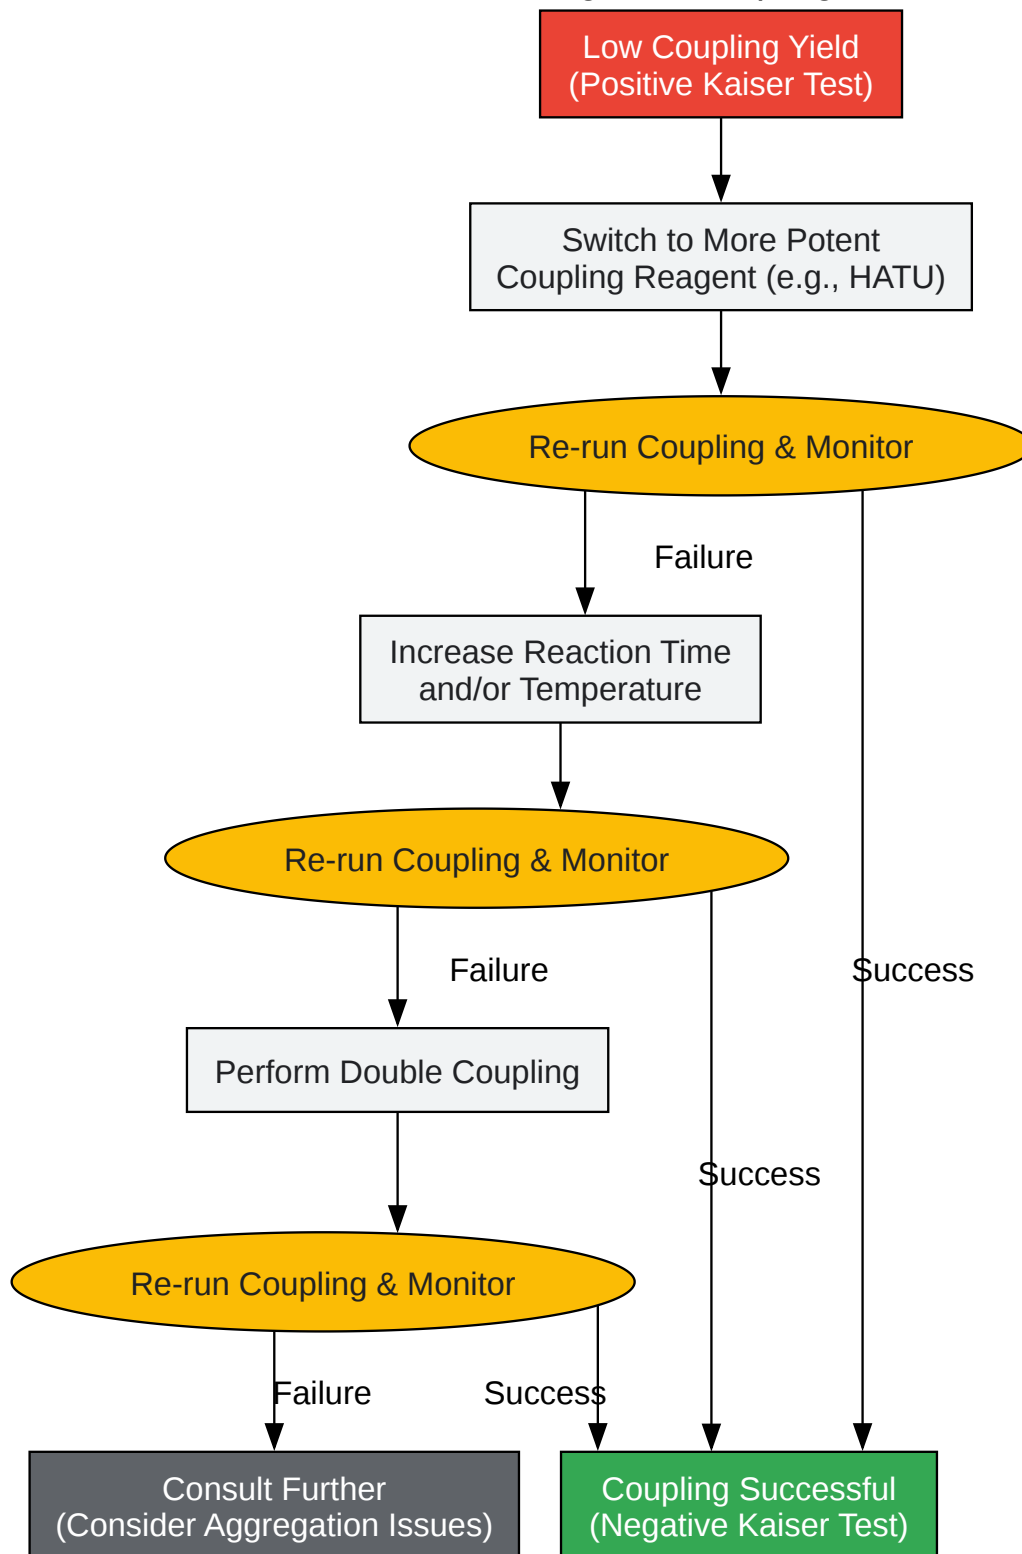 Low Coupling Yield
(Positive Kaiser Test)
Switch to More Potent
Coupling Reagent (e.g., HATU)
Re-run Coupling & Monitor
Failure
Increase Reaction Time
and/or Temperature
Re-run Coupling & Monitor
Failure
Success
Perform Double Coupling
Success
Re-run Coupling & Monitor
Failure
Success
Consult Further
(Consider Aggregation Issues)
Coupling Successful
(Negative Kaiser Test)